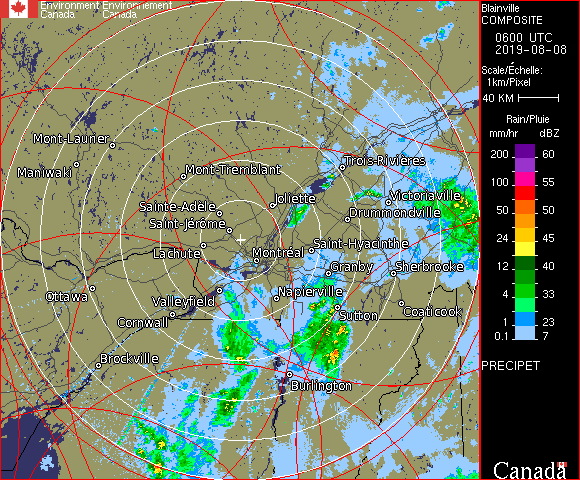 Environment Environnement
Canada Canada
Blainville
COMPOSITE
0600 UTC
2019-08-08
Scale/Échelle:
1km/Pixel
40 KM
Rain/Pluie
mm/hr dBZ
200 60
100 55
50 50
24 45
12 40
4 33
1 23
0.1 7
PRECIPET
Canada
Mont-Laurier
Maniwaki
Mont-Tremblant
Trois-Rivières
Joliette
Victoriaville
Sainte-Adèle
Drummondville
Saint-Jérôme
Lachute
Saint-Hyacinthe
Montréal
Granby
Sherbrooke
Ottawa
Valleyfield
Napierville
Coaticook
Cornwall
Sutton
Brockville
Burlington